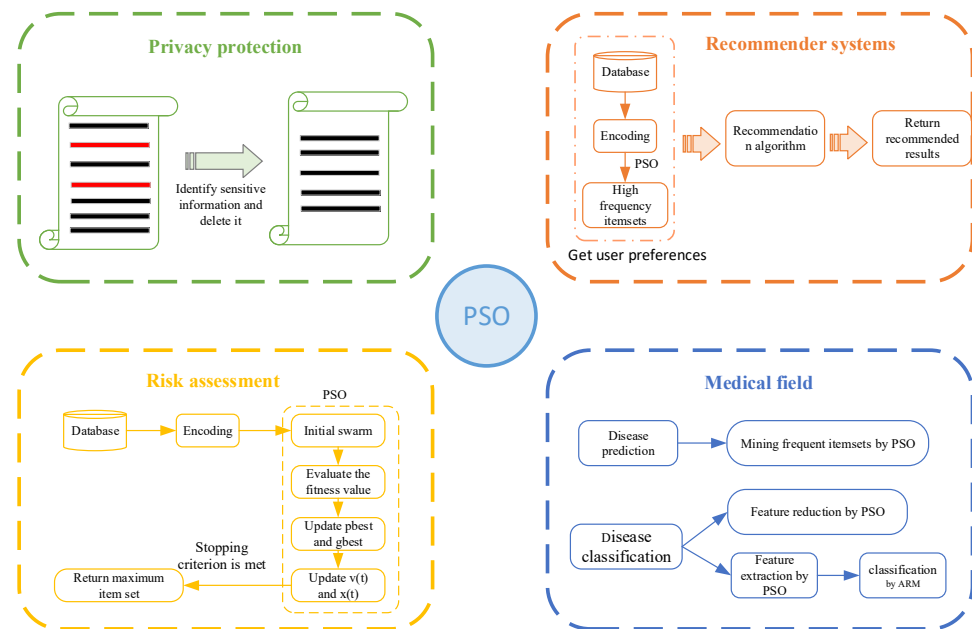 Privacy protection
Identify sensitive
information and
delete it
Recommender systems
Database
Encoding
PSO
High
frequency
itemsets
Get user preferences
Recommendatio
n algorithm
Return
recommended
results
PSO
Risk assessment
Database
Encoding
PSO
Initial swarm
Evaluate the
fitness value
Update pbest
and gbest
Update v(t)
and x(t)
Stopping
criterion is met
Return maximum
item set
Medical field
Disease
prediction
Mining frequent itemsets by PSO
Disease
classification
Feature reduction by PSO
Feature
extraction by
PSO
classification
by ARM